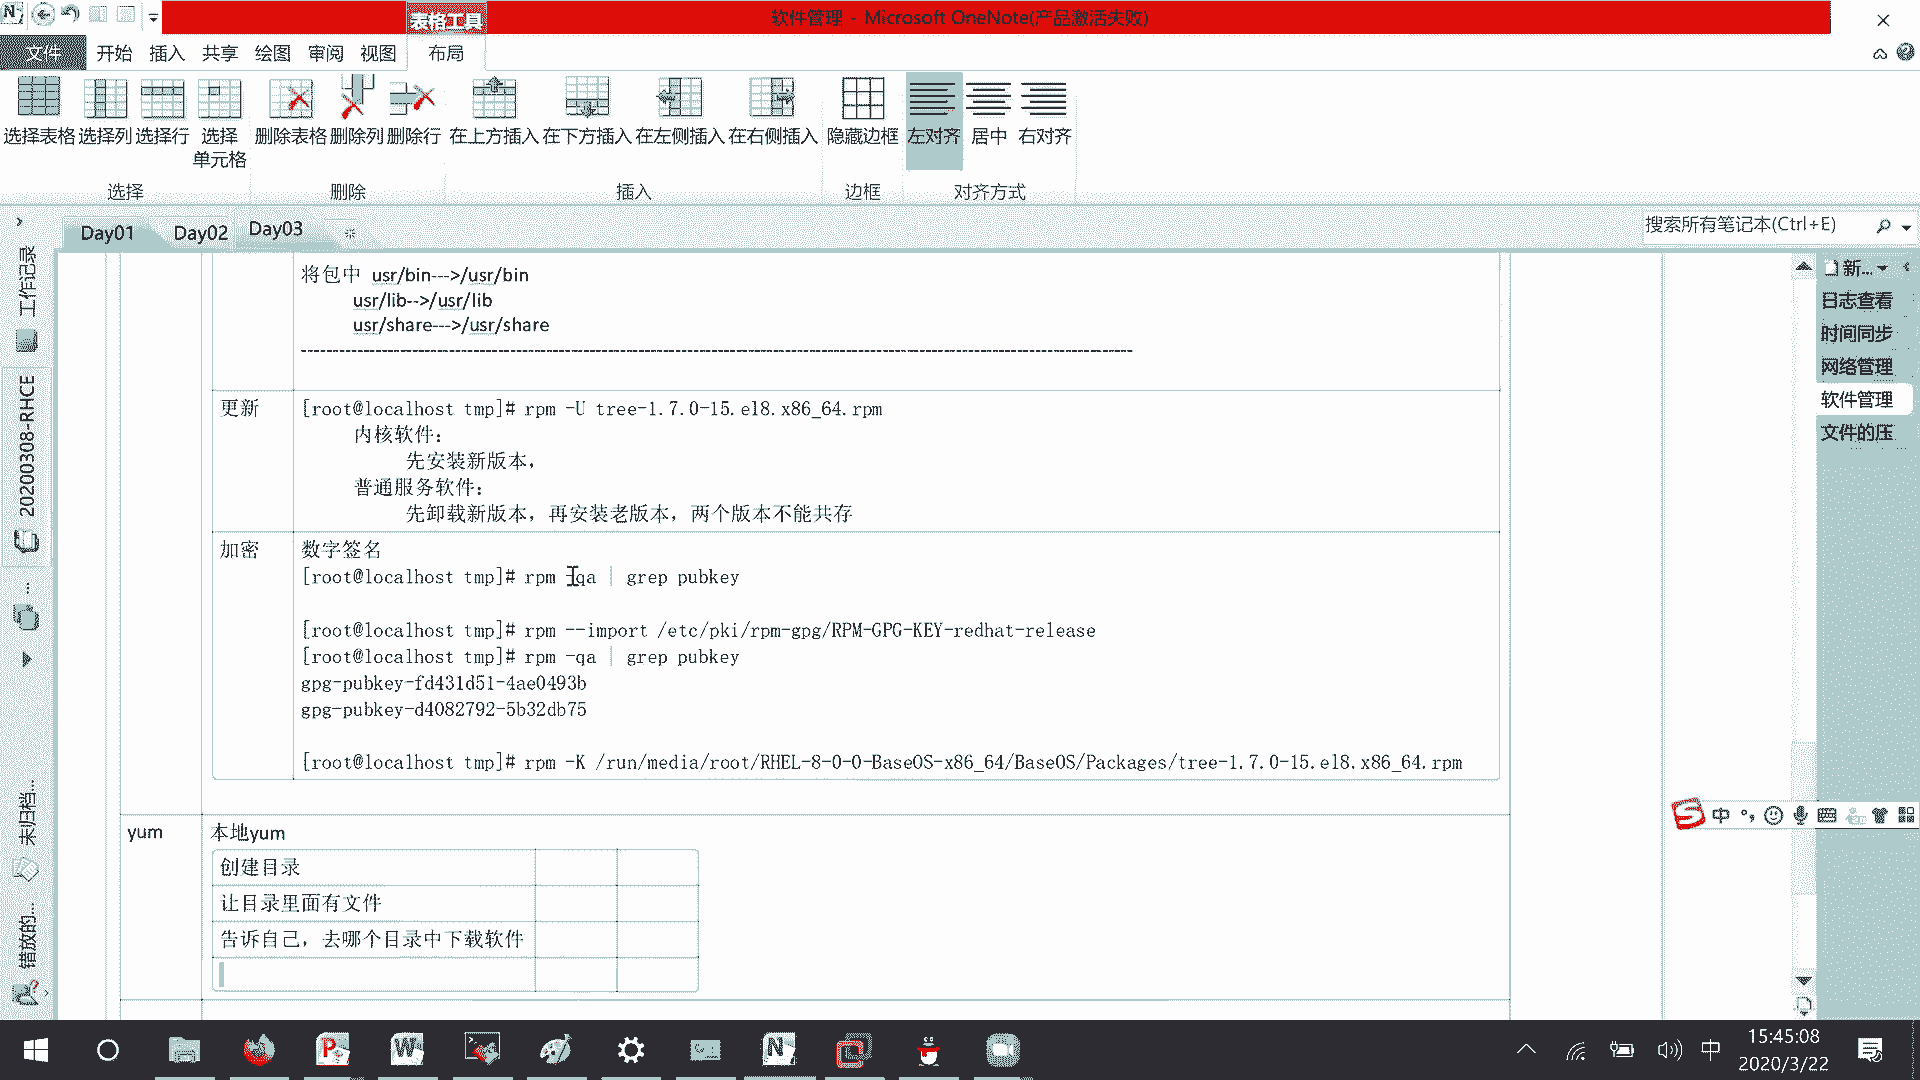 表格工具
软件管理 - Microsoft OneNote(产品激活失败)
文件 开始 插入 共享 绘图 审阅 视图 布局
选择表格 选择列 选择行 选择单元格 删除表格 删除列 删除行 在上方插入 在下方插入 在左侧插入 在右侧插入 隐藏边框 左对齐 居中 右对齐
选择 删除 插入 边框 对齐方式
Day01 Day02 Day03
搜索所有笔记本(Ctrl+E)
工作记录
20200308-RHCE
...
未归档...
错放的...
新...
日志查看
时间同步
网络管理
软件管理
文件的压
将包中 usr/bin--->/usr/bin
usr/lib-->/usr/lib
usr/share--->/usr/share
更新
[root@localhost tmp]# rpm -U tree-1.7.0-15.el8.x86_64.rpm
内核软件：
先安装新版本，
普通服务软件：
先卸载新版本，再安装老版本，两个版本不能共存
加密
数字签名
[root@localhost tmp]# rpm -qa | grep pubkey
[root@localhost tmp]# rpm --import /etc/pki/rpm-gpg/RPM-GPG-KEY-redhat-release
[root@localhost tmp]# rpm -qa | grep pubkey
gpg-pubkey-fd431d51-4ae0493b
gpg-pubkey-d4082792-5b32db75
[root@localhost tmp]# rpm -K /run/media/root/RHEL-8-0-0-BaseOS-x86_64/BaseOS/Packages/tree-1.7.0-15.el8.x86_64.rpm
yum
本地yum
创建目录
让目录里面有文件
告诉自己，去哪个目录中下载软件
中
中
15:45:08
2020/3/22